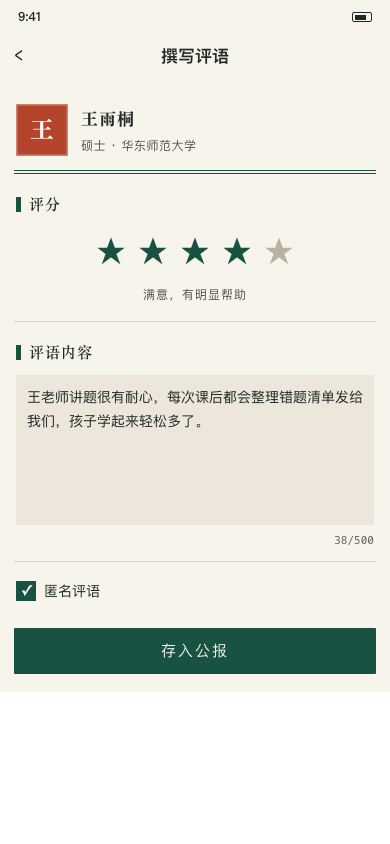 9:41
撰写评语
王
王雨桐
硕士 · 华东师范大学
评分
满意，有明显帮助
评语内容
王老师讲题很有耐心，每次课后都会整理错题清单发给
我们，孩子学起来轻松多了。
38/500
匿名评语
存入公报